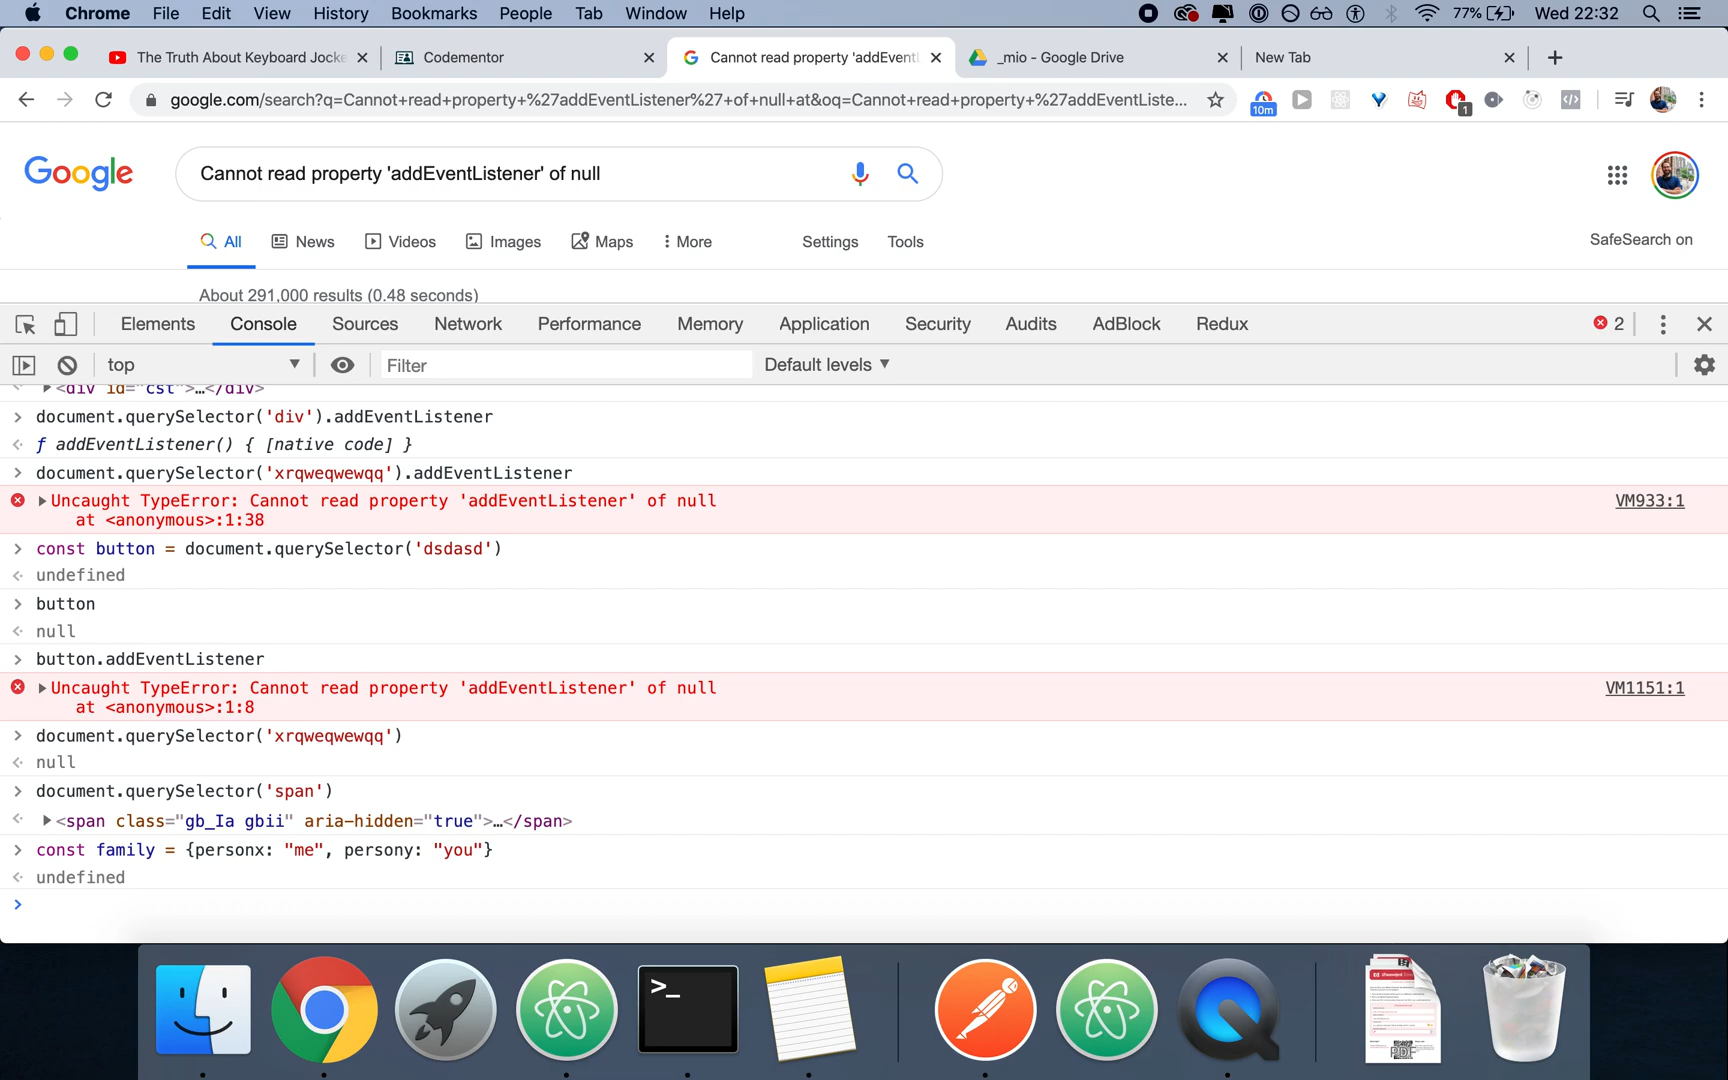 Chrome File Edit View History Bookmarks People Tab Window Help 77% Wed 22:32
The Truth About Keyboard Jocke Codementor Cannot read property 'addEventL _mio - Google Drive New Tab
google.com/search?q=Cannot+read+property+%27addEventListener%27+of+null+at&oq=Cannot+read+property+%27addEventListe... 10m 1
Google Cannot read property 'addEventListener' of null
All News Videos Images Maps More Settings Tools SafeSearch on
About 291,000 results (0.48 seconds)
Elements Console Sources Network Performance Memory Application Security Audits AdBlock Redux 2
top Filter Default levels
<div id="cst">…</div>
document.querySelector('div').addEventListener
ƒ addEventListener() { [native code] }
document.querySelector('xrqweqwewqq').addEventListener
Uncaught TypeError: Cannot read property 'addEventListener' of null VM933:1
at <anonymous>:1:38
const button = document.querySelector('dsdasd')
undefined
button
null
button.addEventListener
Uncaught TypeError: Cannot read property 'addEventListener' of null VM1151:1
at <anonymous>:1:8
document.querySelector('xrqweqwewqq')
null
document.querySelector('span')
<span class="gb_Ia gbii" aria-hidden="true">…</span>
const family = {personx: "me", persony: "you"}
undefined
>_
PDF